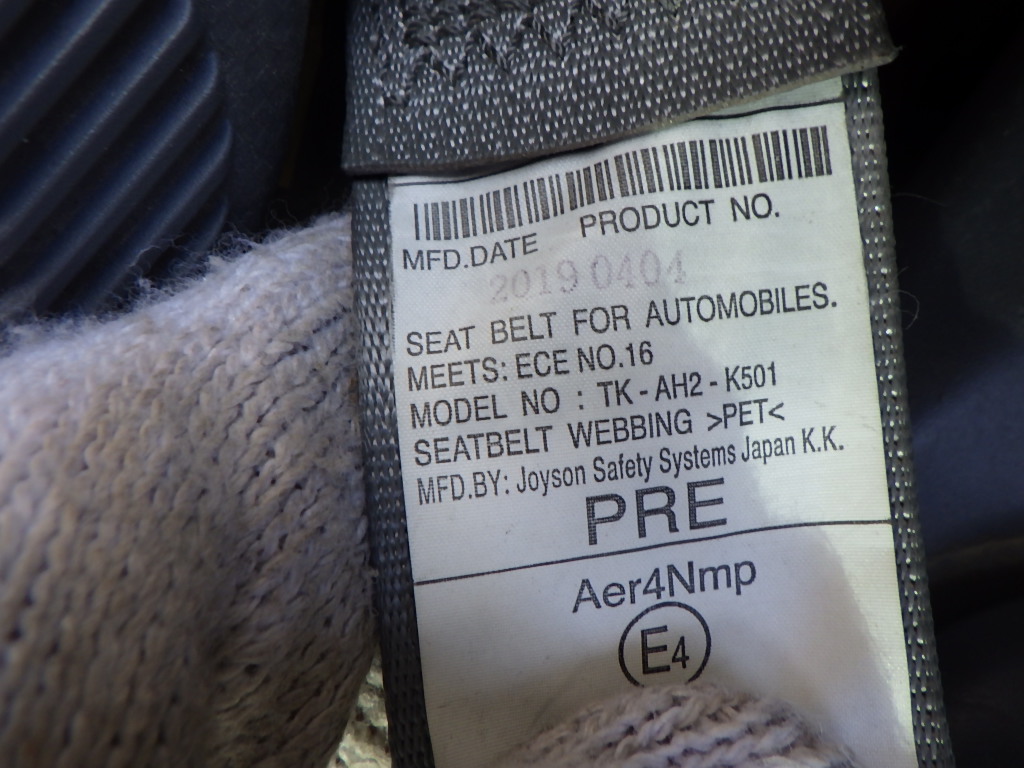 MFD.DATE PRODUCT NO.
20190404
SEAT BELT FOR AUTOMOBILES.
MEETS: ECE NO.16
MODEL NO : TK - AH2 - K501
SEATBELT WEBBING >PET<
MFD.BY: Joyson Safety Systems Japan K.K.
PRE
Aer4Nmp
E4